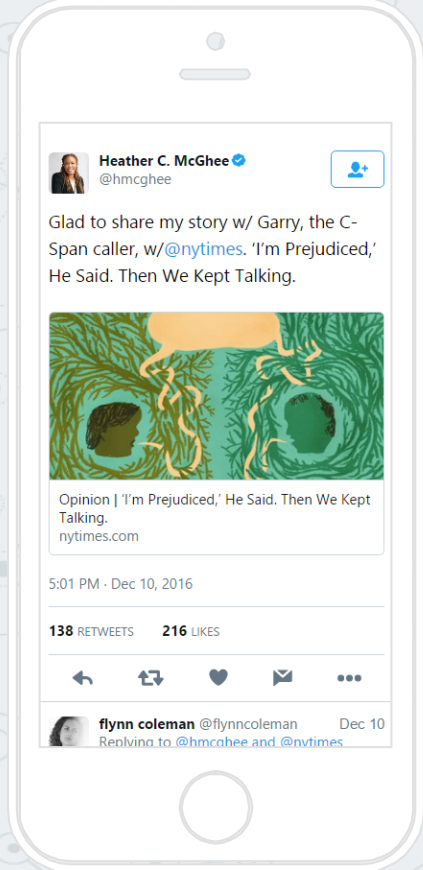 Heather C. McGhee
@hmcghee
Glad to share my story w/ Garry, the C-
Span caller, w/@nytimes. ‘I’m Prejudiced,’
He Said. Then We Kept Talking.
Opinion | ‘I’m Prejudiced,’ He Said. Then We Kept
Talking.
nytimes.com
5:01 PM · Dec 10, 2016
138 RETWEETS 216 LIKES
flynn coleman @flynncoleman Dec 10
Replying to @hmcghee and @nytimes